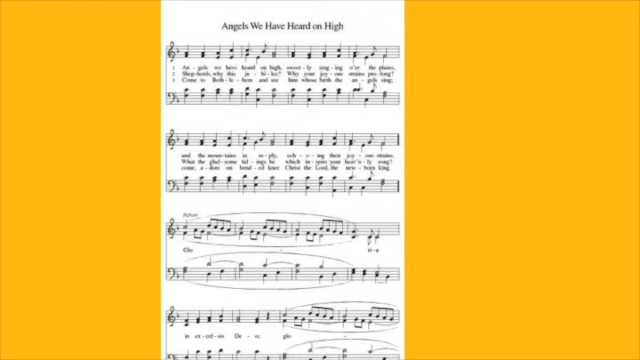 Angels We Have Heard on High
1 An - gels we have heard on high, sweet - ly sing - ing o'er the plains,
2 Shep - herds, why this ju - bi - lee? Why your joy - ous strains pro - long?
3 Come to Beth - le - hem and see him whose birth the an - gels sing;
and the moun - tains in re - ply, ech - o - ing their joy - ous strains.
What the glad - some tid - ings be which in - spire your heav'n - ly song?
come, a - dore on bend - ed knee Christ the Lord, the new - born king.
Refrain
Glo - ria
in ex - cel - sis De - o; glo -